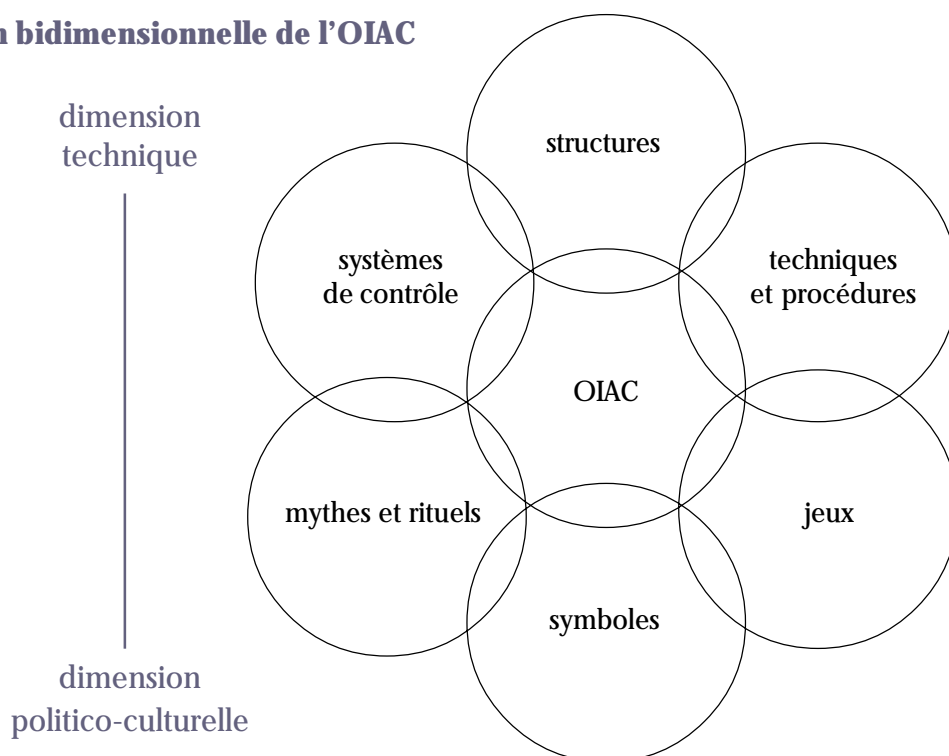 n bidimensionnelle de l’OIAC
dimension
technique
structures
systèmes
de contrôle
techniques
et procédures
OIAC
mythes et rituels
jeux
symboles
dimension
politico-culturelle